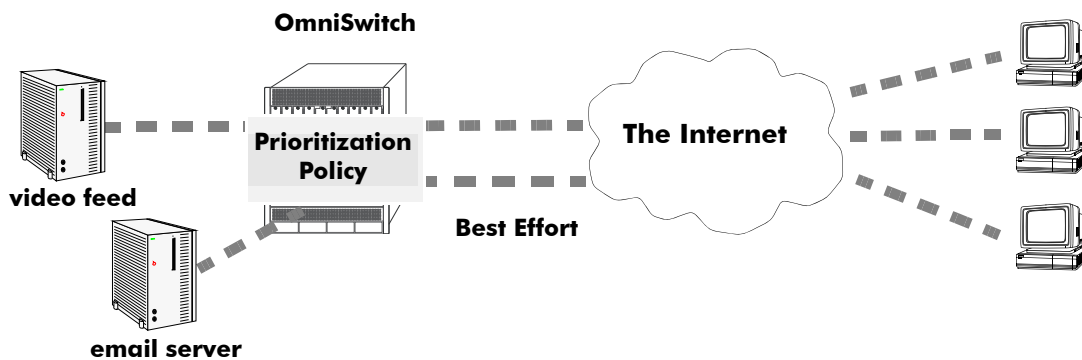 OmniSwitch
Prioritization
Policy
The Internet
video feed
Best Effort
email server